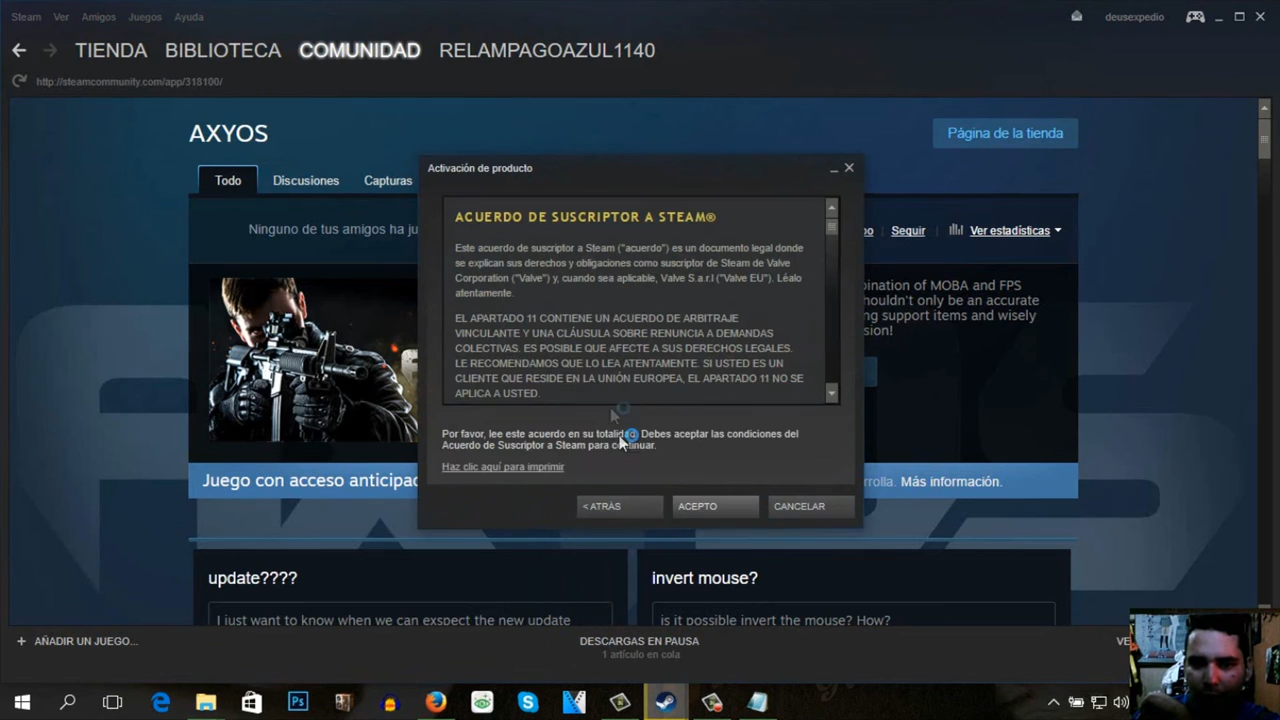 Steam Ver Amigos Juegos Ayuda deusexpedio
TIENDA BIBLIOTECA COMUNIDAD RELAMPAGOAZUL1140
http://steamcommunity.com/app/318100/
AXYOS
Página de la tienda
Todo Discusiones Capturas
Ninguno de tus amigos ha ju
Seguir Ver estadísticas
Activación de producto
ACUERDO DE SUSCRIPTOR A STEAM®
Este acuerdo de suscriptor a Steam ("acuerdo") es un documento legal donde
se explican sus derechos y obligaciones como suscriptor de Steam de Valve
Corporation ("Valve") y, cuando sea aplicable, Valve S.a.r.l ("Valve EU"). Léalo
atentamente.
EL APARTADO 11 CONTIENE UN ACUERDO DE ARBITRAJE
VINCULANTE Y UNA CLÁUSULA SOBRE RENUNCIA A DEMANDAS
COLECTIVAS. ES POSIBLE QUE AFECTE A SUS DERECHOS LEGALES.
LE RECOMENDAMOS QUE LO LEA ATENTAMENTE. SI USTED ES UN
CLIENTE QUE RESIDE EN LA UNIÓN EUROPEA, EL APARTADO 11 NO SE
APLICA A USTED.
Por favor, lee este acuerdo en su totalidad. Debes aceptar las condiciones del
Acuerdo de Suscriptor a Steam para continuar.
Haz clic aquí para imprimir
< ATRÁS ACEPTO CANCELAR
bination of MOBA and FPS
houldn't only be an accurate
ng support items and wisely
sion!
Juego con acceso anticipa
rrolla. Más información.
update???? invert mouse?
I just want to know when we can exspect the new update is it possible invert the mouse? How?
+ AÑADIR UN JUEGO... DESCARGAS EN PAUSA VE
1 artículo en cola